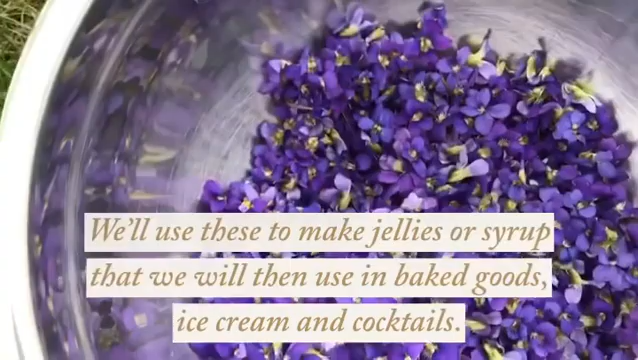 We'll use these to make jellies or syrup
that we will then use in baked goods,
ice cream and cocktails.